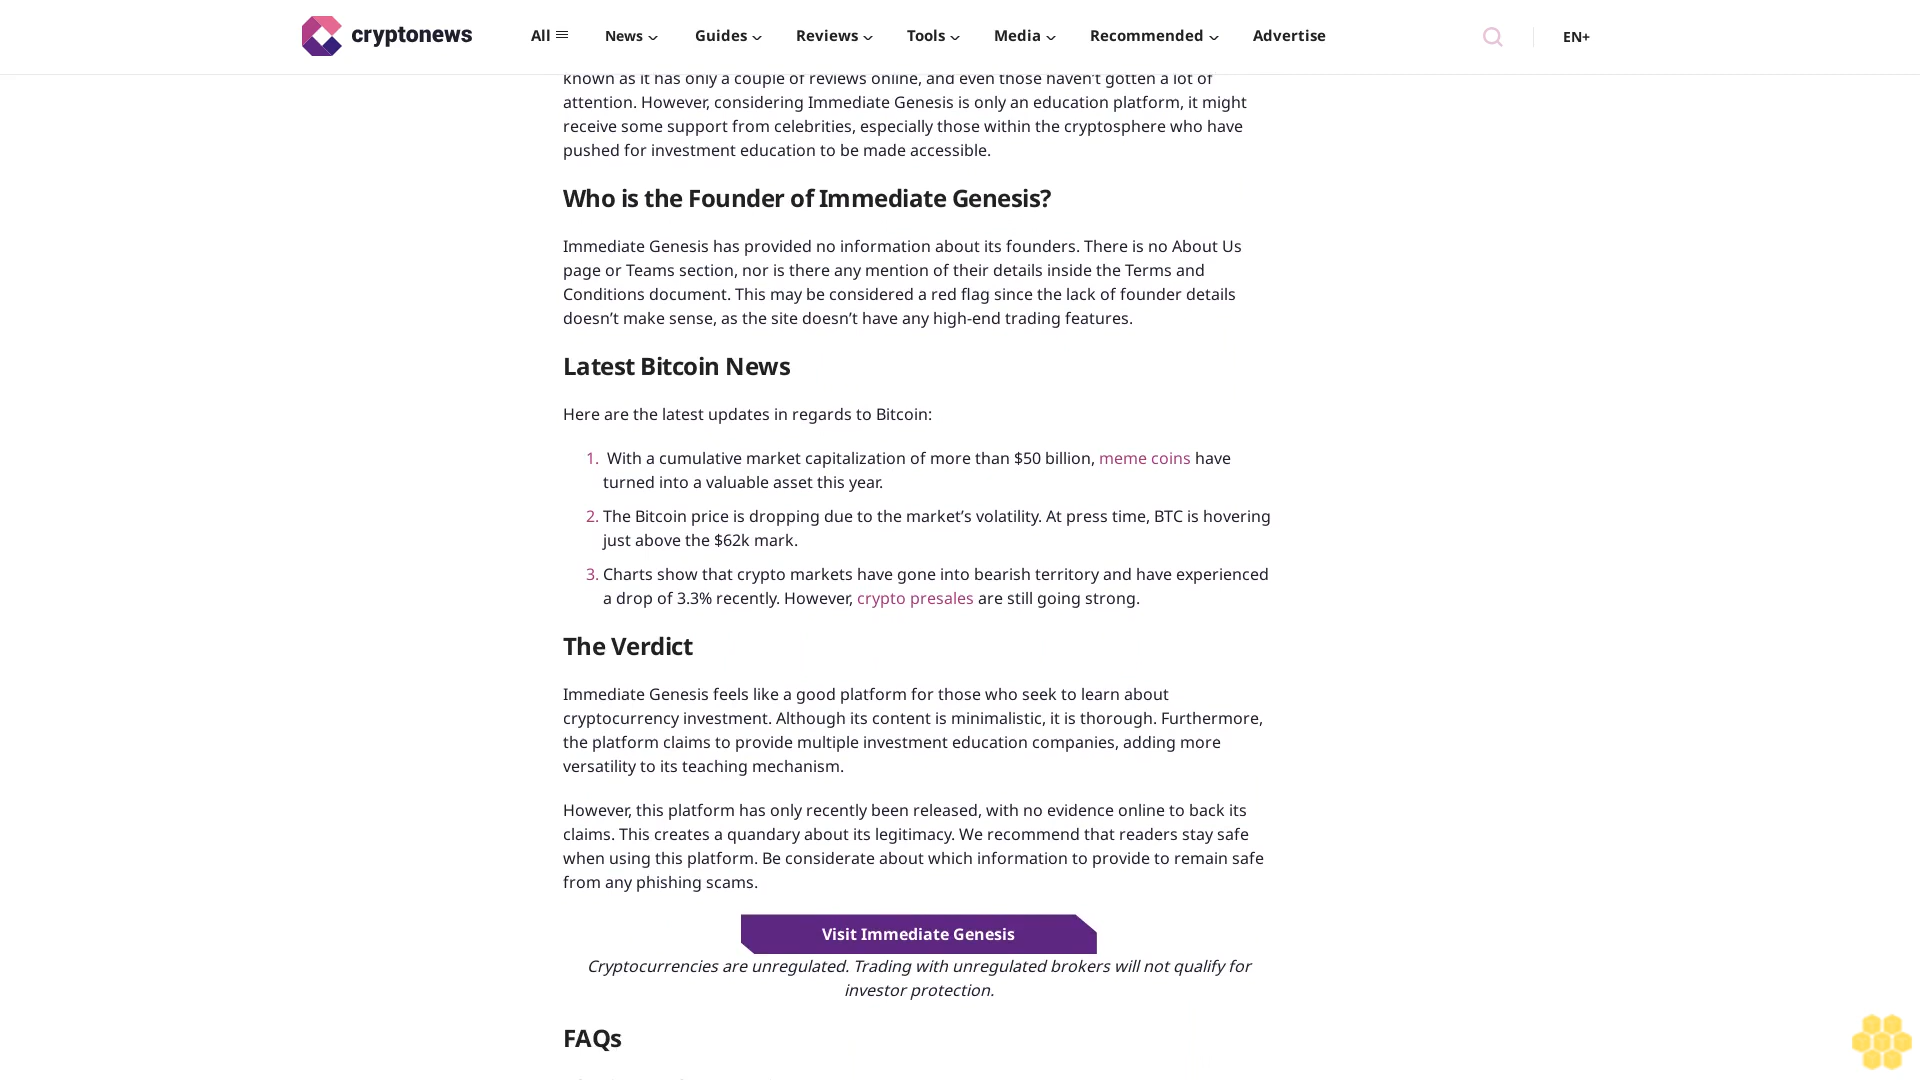 cryptonews
All
News
Guides
Reviews
Tools
Media
Recommended
Advertise
EN+
known as it has only a couple of reviews online, and even those haven’t gotten a lot of
attention. However, considering Immediate Genesis is only an education platform, it might
receive some support from celebrities, especially those within the cryptosphere who have
pushed for investment education to be made accessible.
Who is the Founder of Immediate Genesis?
Immediate Genesis has provided no information about its founders. There is no About Us
page or Teams section, nor is there any mention of their details inside the Terms and
Conditions document. This may be considered a red flag since the lack of founder details
doesn’t make sense, as the site doesn’t have any high-end trading features.
Latest Bitcoin News
Here are the latest updates in regards to Bitcoin:
1. With a cumulative market capitalization of more than $50 billion, meme coins have
turned into a valuable asset this year.
2. The Bitcoin price is dropping due to the market’s volatility. At press time, BTC is hovering
just above the $62k mark.
3. Charts show that crypto markets have gone into bearish territory and have experienced
a drop of 3.3% recently. However, crypto presales are still going strong.
The Verdict
Immediate Genesis feels like a good platform for those who seek to learn about
cryptocurrency investment. Although its content is minimalistic, it is thorough. Furthermore,
the platform claims to provide multiple investment education companies, adding more
versatility to its teaching mechanism.
However, this platform has only recently been released, with no evidence online to back its
claims. This creates a quandary about its legitimacy. We recommend that readers stay safe
when using this platform. Be considerate about which information to provide to remain safe
from any phishing scams.
Visit Immediate Genesis
Cryptocurrencies are unregulated. Trading with unregulated brokers will not qualify for
investor protection.
FAQs